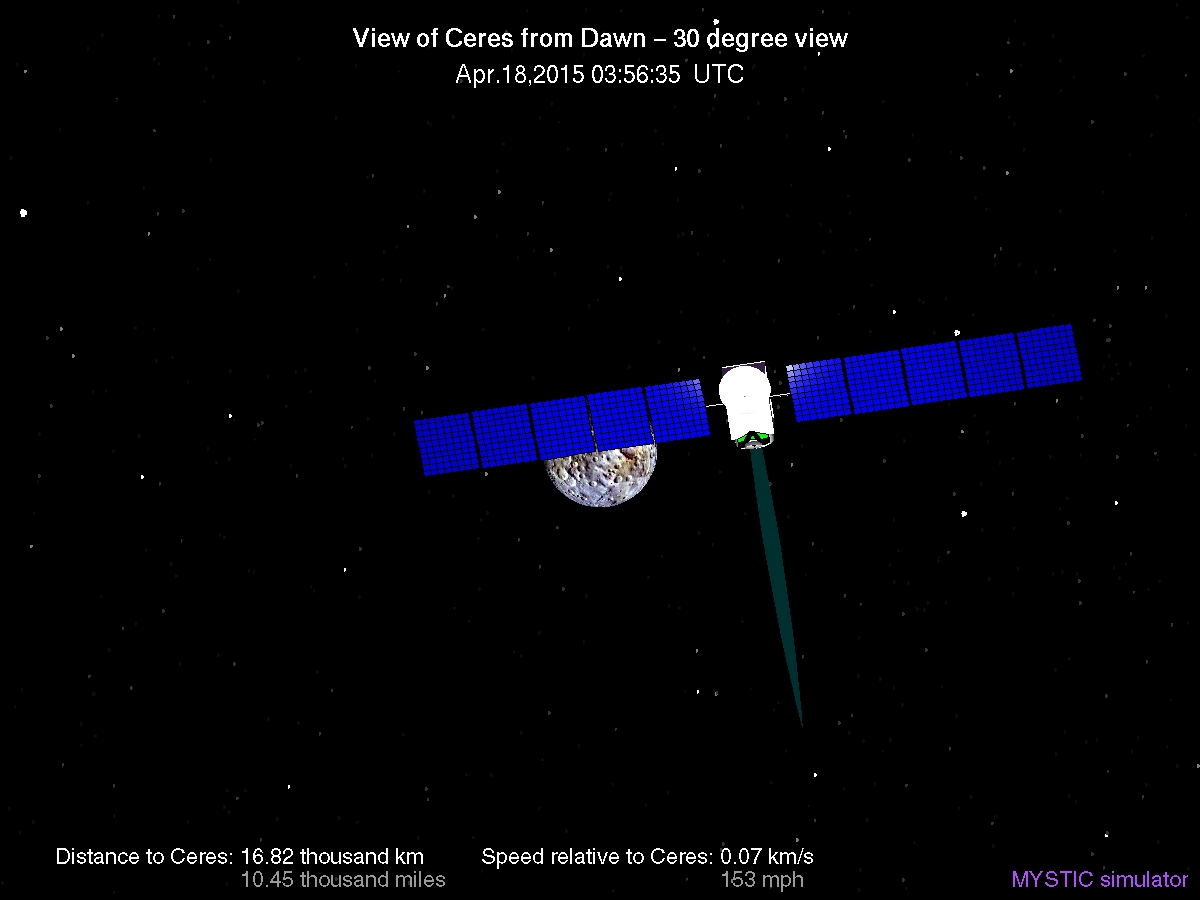 View of Ceres from Dawn – 30 degree view
Apr.18,2015 03:56:35 UTC
Distance to Ceres: 16.82 thousand km
10.45 thousand miles
Speed relative to Ceres: 0.07 km/s
153 mph
MYSTIC simulator